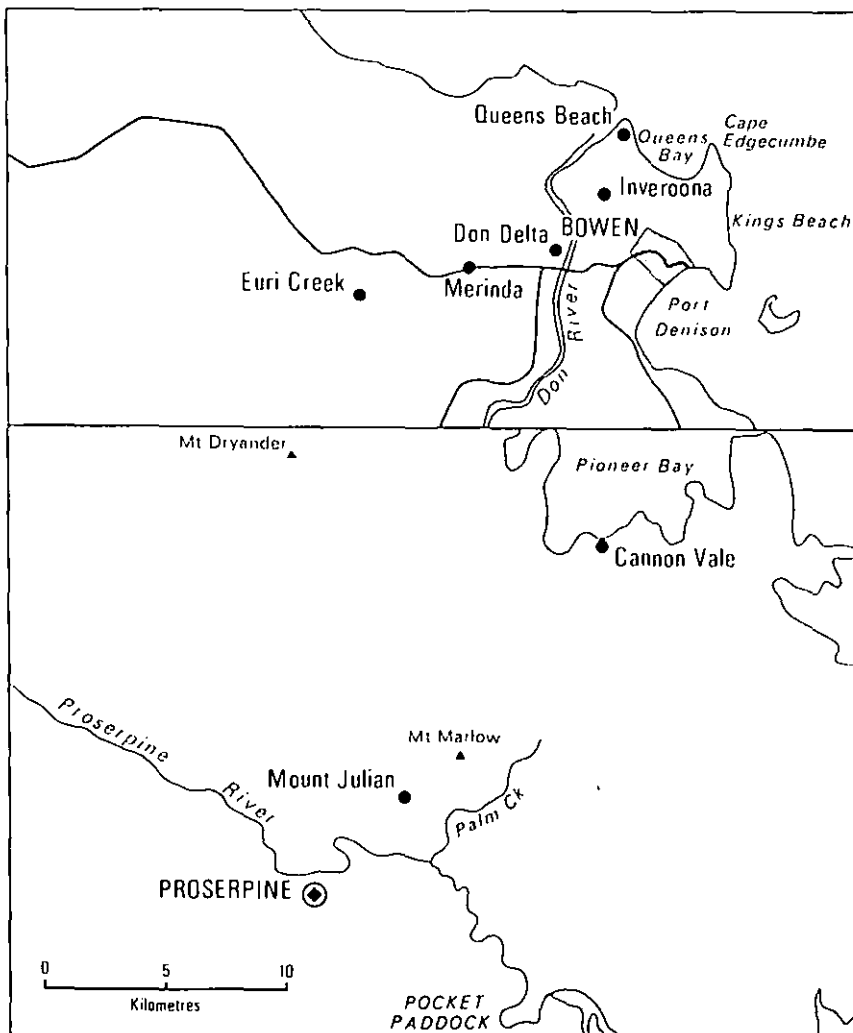 Queens Beach
Queens
Bay
Cape
Edgecumbe
Inveroona
Kings Beach
Don Delta
BOWEN
Euri Creek
Merinda
Port
Denison
Don
River
Mt Dryander
Pioneer Bay
Cannon Vale
Proserpine
River
Mt Marlow
Mount Julian
Palm Ck
PROSERPINE
0 5 10
Kilometres
POCKET
PADDOCK